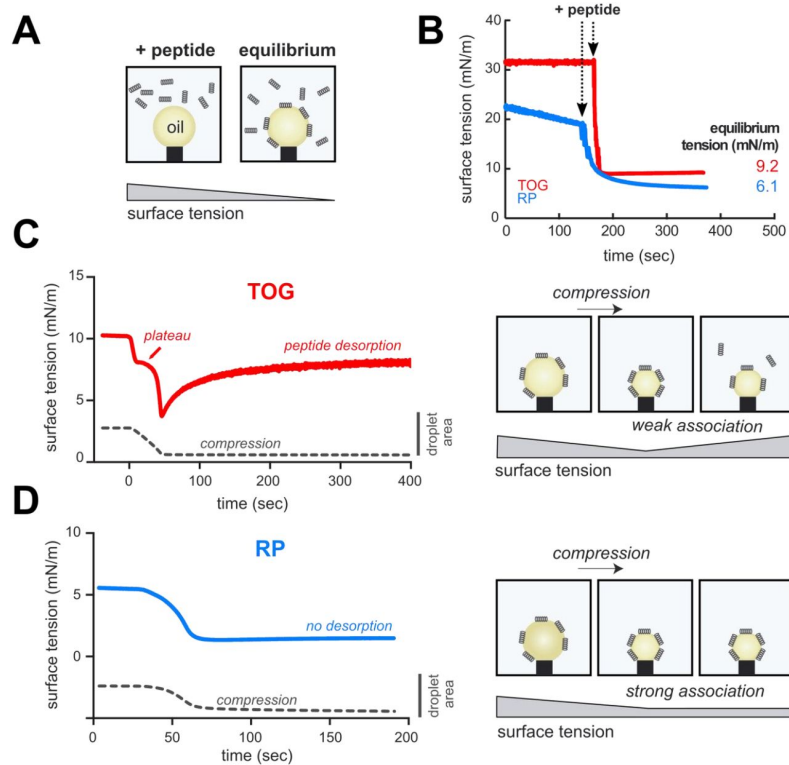 A
+ peptide equilibrium
oil
surface tension
B
+ peptide
surface tension (mN/m)
40
30
20
10
0
0 100 200 300 400 500
time (sec)
TOG
RP
equilibrium
tension (mN/m)
9.2
6.1
C
TOG
surface tension (mN/m)
15
10
5
0
plateau
peptide desorption
compression
droplet
area
0 100 200 300 400
time (sec)
compression
weak association
surface tension
D
RP
surface tension (mN/m)
10
5
0
no desorption
compression
droplet
area
0 50 100 150 200
time (sec)
compression
strong association
surface tension